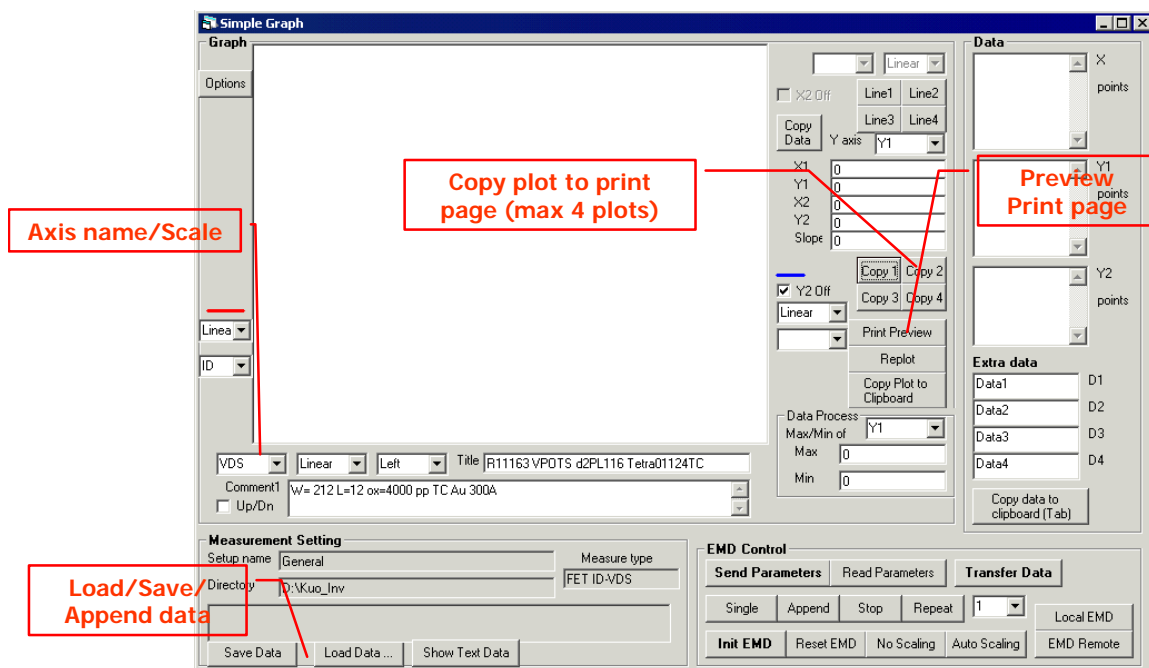 Simple Graph
Graph
Options
Linea
ID
Linear
X2 Off
Line1 Line2
Line3 Line4
Copy
Data
Y axis
Y1
X1 0
Y1 0
X2 0
Y2 0
Slope 0
Copy 1 Copy 2
Copy 3 Copy 4
Y2 Off
Linear
Print Preview
Replot
Copy Plot to
Clipboard
Data Process
Max/Min of Y1
Max 0
Min 0
VDS Linear Left Title R11163 VPOTS d2PL116 Tetra01124TC
Comment1 W= 212 L=12 ox=4000 pp TC Au 300A
Up/Dn
Data
X
points
Y1
points
Y2
points
Extra data
Data1 D1
Data2 D2
Data3 D3
Data4 D4
Copy data to
clipboard (Tab)
Axis name/Scale
Copy plot to print
page (max 4 plots)
Preview
Print page
Load/Save/
Append data
Measurement Setting
Setup name General
Measure type
FET ID-VDS
Directory D:\Kuo_Inv
Save Data Load Data ... Show Text Data
EMD Control
Send Parameters Read Parameters Transfer Data
Single Append Stop Repeat 1 Local EMD
Init EMD Reset EMD No Scaling Auto Scaling EMD Remote